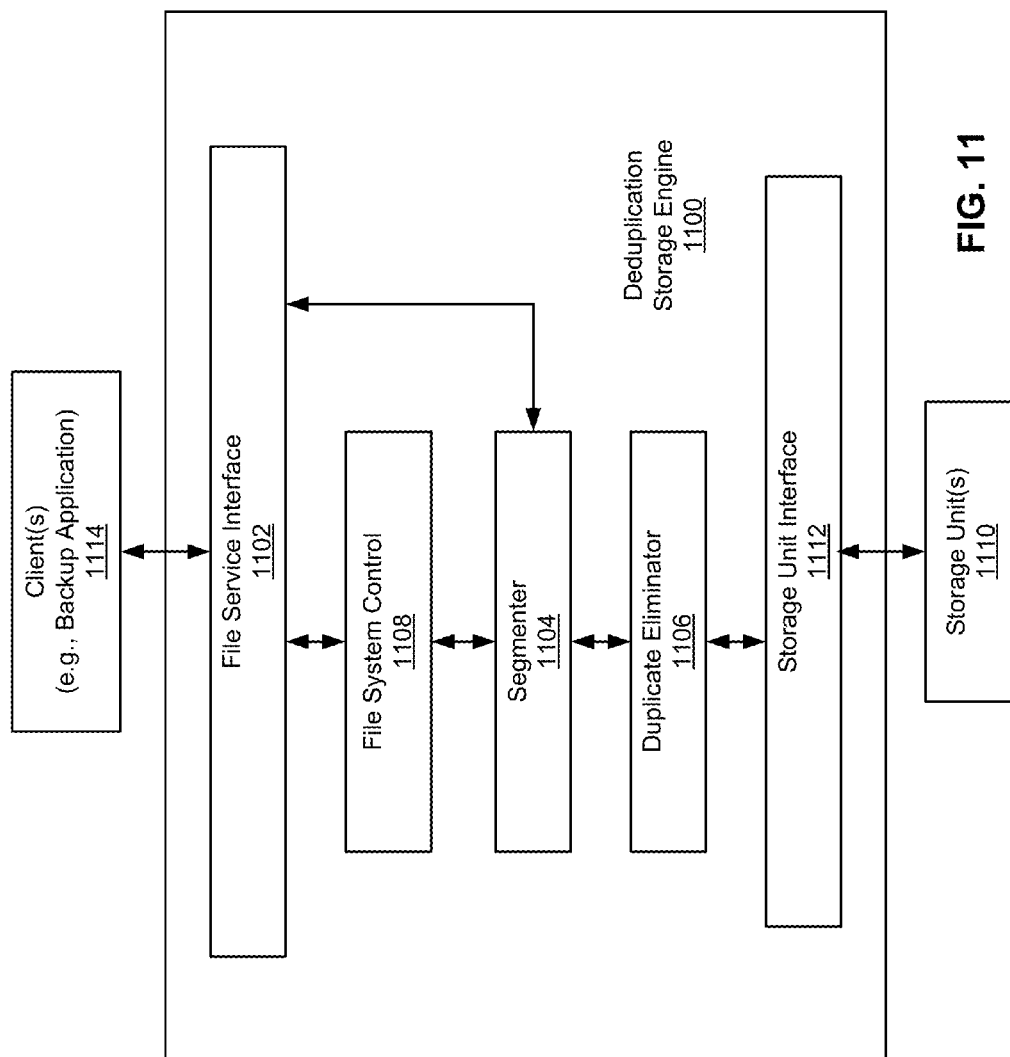 Client(s)
(e.g., Backup Application)
1114
File Service Interface
1102
File System Control
1108
Segmenter
1104
Duplicate Eliminator
1106
Deduplication
Storage Engine
1100
Storage Unit Interface
1112
Storage Unit(s)
1110
FIG. 11